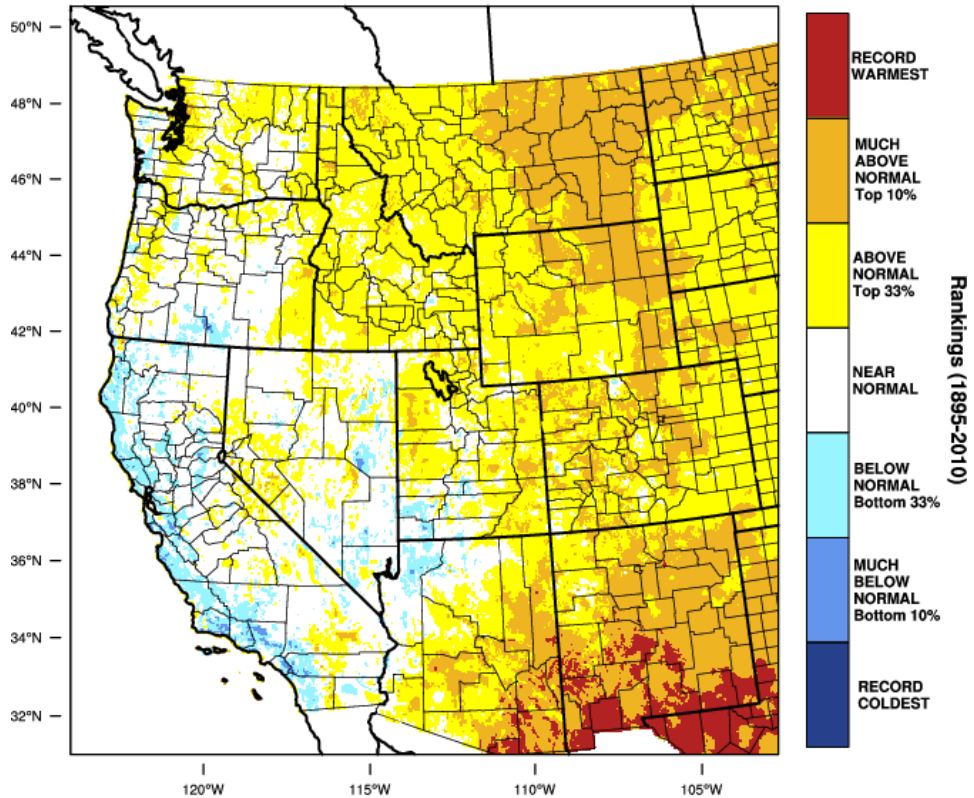 50°N
48°N
46°N
44°N
42°N
40°N
38°N
36°N
34°N
32°N
120°W
115°W
110°W
105°W
RECORD
WARMEST
MUCH
ABOVE
NORMAL
Top 10%
ABOVE
NORMAL
Top 33%
NEAR
NORMAL
BELOW
NORMAL
Bottom 33%
MUCH
BELOW
NORMAL
Bottom 10%
RECORD
COLDEST
Rankings (1895-2010)